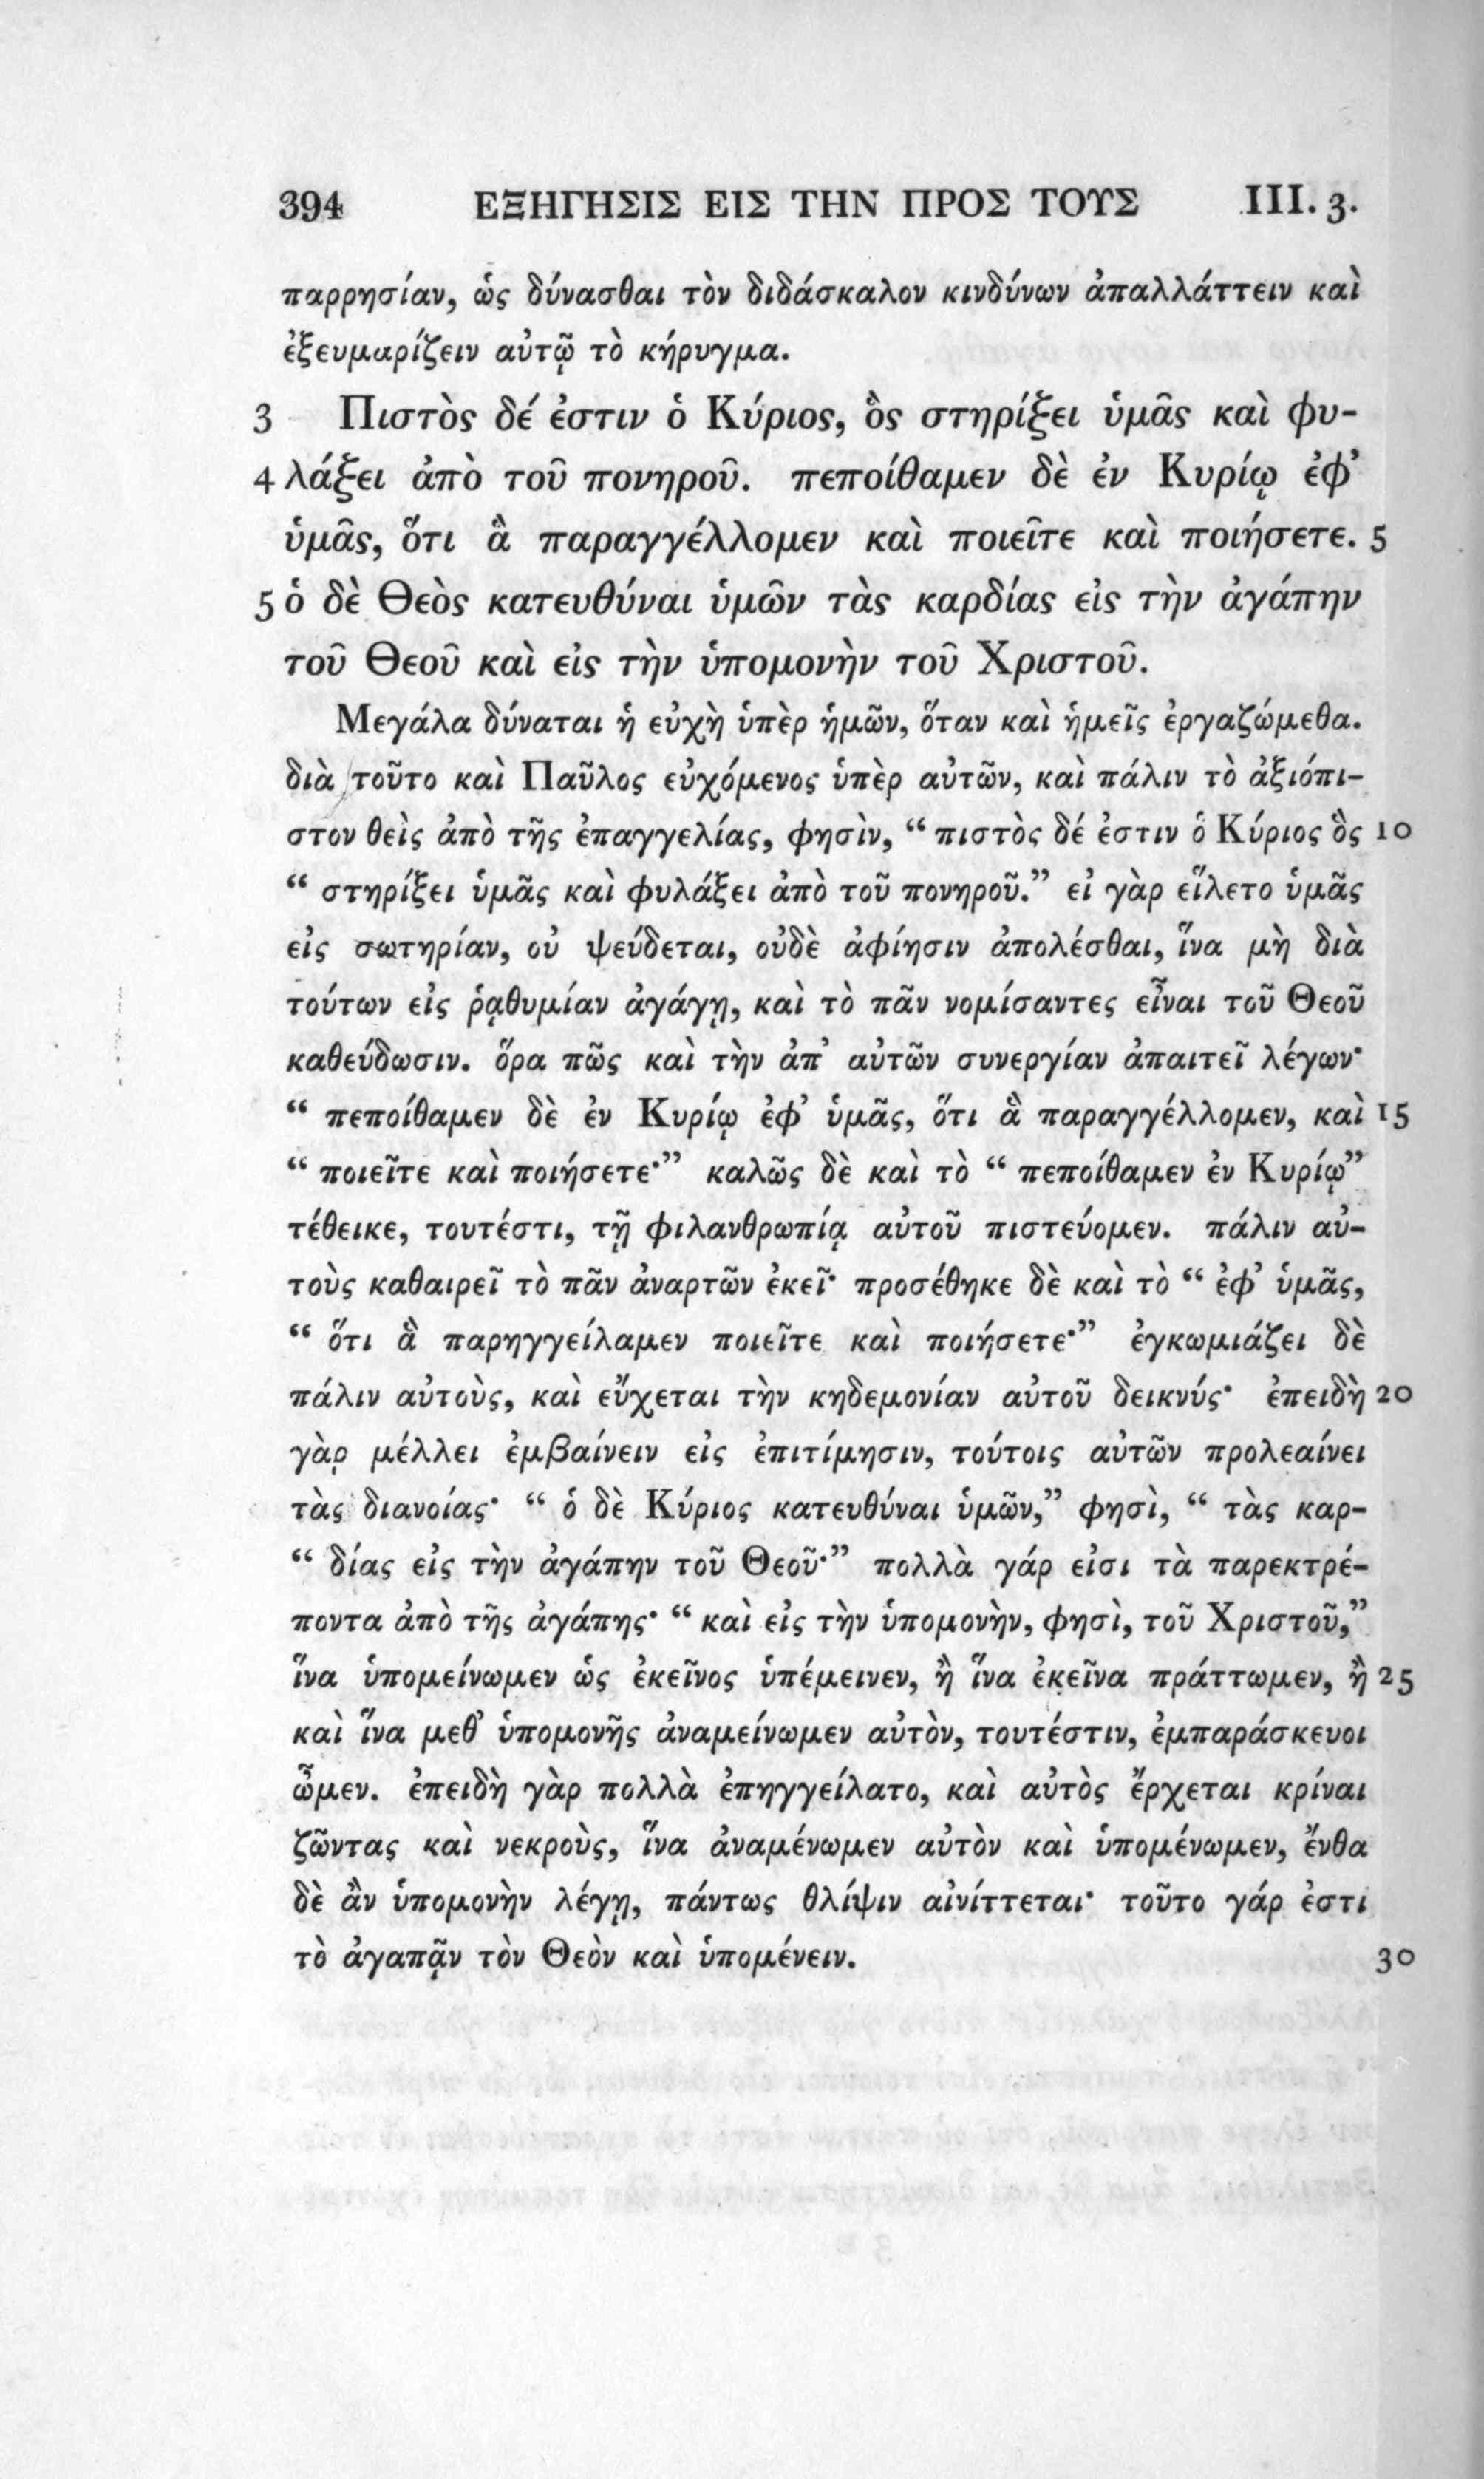 394 ΕΞΗΓΗΣΙΣ ΕΙΣ ΤΗΝ ΠΡΟΣ ΤΟΥΣ III. 3.
παρρησίαν, ὡς δύνασθαι τὸν διδάσκαλον κινδύνων ἀπαλλάττειν καὶ
ἐξευμαρίζειν αὐτῷ τὸ κήρυγμα.
3 Πιστὸς δέ ἐστιν ὁ Κύριος, ὃς στηρίξει ὑμᾶς καὶ φυ-
4 λάξει ἀπὸ τοῦ πονηροῦ. πεποίθαμεν δὲ ἐν Κυρίῳ ἐφ’
ὑμᾶς, ὅτι ἃ παραγγέλλομεν καὶ ποιεῖτε καὶ ποιήσετε. 5
5 ὁ δὲ Θεὸς κατευθύναι ὑμῶν τὰς καρδίας εἰς τὴν ἀγάπην
τοῦ Θεοῦ καὶ εἰς τὴν ὑπομονὴν τοῦ Χριστοῦ.
Μεγάλα δύναται ἡ εὐχὴ ὑπὲρ ἡμῶν, ὅταν καὶ ἡμεῖς ἐργαζώμεθα.
διὰ τοῦτο καὶ Παῦλος εὐχόμενος ὑπὲρ αὐτῶν, καὶ πάλιν τὸ ἀξιόπι-
στον θεὶς ἀπὸ τῆς ἐπαγγελίας, φησὶν, “ πιστὸς δέ ἐστιν ὁ Κύριος ὃς 10
“ στηρίξει ὑμᾶς καὶ φυλάξει ἀπὸ τοῦ πονηροῦ.” εἰ γὰρ εἵλετο ὑμᾶς
εἰς σωτηρίαν, οὐ ψεύδεται, οὐδὲ ἀφίησιν ἀπολέσθαι, ἵνα μὴ διὰ
τούτων εἰς ῥᾳθυμίαν ἀγάγῃ, καὶ τὸ πᾶν νομίσαντες εἶναι τοῦ Θεοῦ
καθεύδωσιν. ὅρα πῶς καὶ τὴν ἀπ’ αὐτῶν συνεργίαν ἀπαιτεῖ λέγων·
“ πεποίθαμεν δὲ ἐν Κυρίῳ ἐφ’ ὑμᾶς, ὅτι ἃ παραγγέλλομεν, καὶ 15
“ ποιεῖτε καὶ ποιήσετε·” καλῶς δὲ καὶ τὸ “ πεποίθαμεν ἐν Κυρίῳ”
τέθεικε, τουτέστι, τῇ φιλανθρωπίᾳ αὐτοῦ πιστεύομεν. πάλιν αὐ-
τοὺς καθαιρεῖ τὸ πᾶν ἀναρτῶν ἐκεῖ· προσέθηκε δὲ καὶ τὸ “ ἐφ’ ὑμᾶς,
“ ὅτι ἃ παρηγγείλαμεν ποιεῖτε καὶ ποιήσετε·” ἐγκωμιάζει δὲ
πάλιν αὐτοὺς, καὶ εὔχεται τὴν κηδεμονίαν αὐτοῦ δεικνύς· ἐπειδὴ 20
γὰρ μέλλει ἐμβαίνειν εἰς ἐπιτίμησιν, τούτοις αὐτῶν προλεαίνει
τὰς διανοίας· “ ὁ δὲ Κύριος κατευθύναι ὑμῶν,” φησὶ, “ τὰς καρ-
“ δίας εἰς τὴν ἀγάπην τοῦ Θεοῦ·” πολλὰ γάρ εἰσι τὰ παρεκτρέ-
ποντα ἀπὸ τῆς ἀγάπης· “ καὶ εἰς τὴν ὑπομονὴν, φησὶ, τοῦ Χριστοῦ,”
ἵνα ὑπομείνωμεν ὡς ἐκεῖνος ὑπέμεινεν, ἢ ἵνα ἐκεῖνα πράττωμεν, ἢ 25
καὶ ἵνα μεθ’ ὑπομονῆς ἀναμείνωμεν αὐτὸν, τουτέστιν, ἐμπαράσκευοι
ὦμεν. ἐπειδὴ γὰρ πολλὰ ἐπηγγείλατο, καὶ αὐτὸς ἔρχεται κρίναι
ζῶντας καὶ νεκροὺς, ἵνα ἀναμένωμεν αὐτὸν καὶ ὑπομένωμεν, ἔνθα
δὲ ἂν ὑπομονὴν λέγῃ, πάντως θλίψιν αἰνίττεται· τοῦτο γάρ ἐστι
τὸ ἀγαπᾷν τὸν Θεὸν καὶ ὑπομένειν. 30